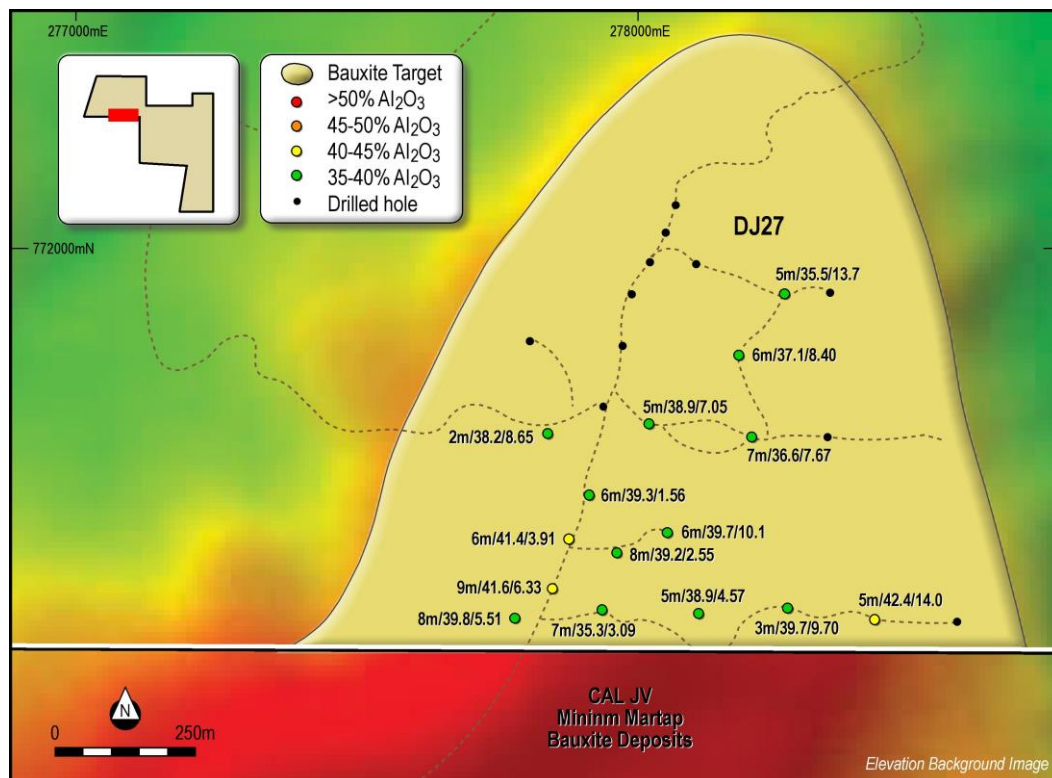 277000mE
278000mE
Bauxite Target
>50% Al₂O₃
45-50% Al₂O₃
40-45% Al₂O₃
35-40% Al₂O₃
Drilled hole
DJ27
772000mN
5m/35.5/13.7
6m/37.1/8.40
5m/38.9/7.05
2m/38.2/8.65
7m/36.6/7.67
6m/39.3/1.56
6m/41.4/3.91
6m/39.7/10.1
8m/39.2/2.55
9m/41.6/6.33
5m/38.9/4.57
5m/42.4/14.0
8m/39.8/5.51
7m/35.3/3.09
3m/39.7/9.70
CAL JV
Mininm Martap
Bauxite Deposits
N
0
250m
Elevation Background Image